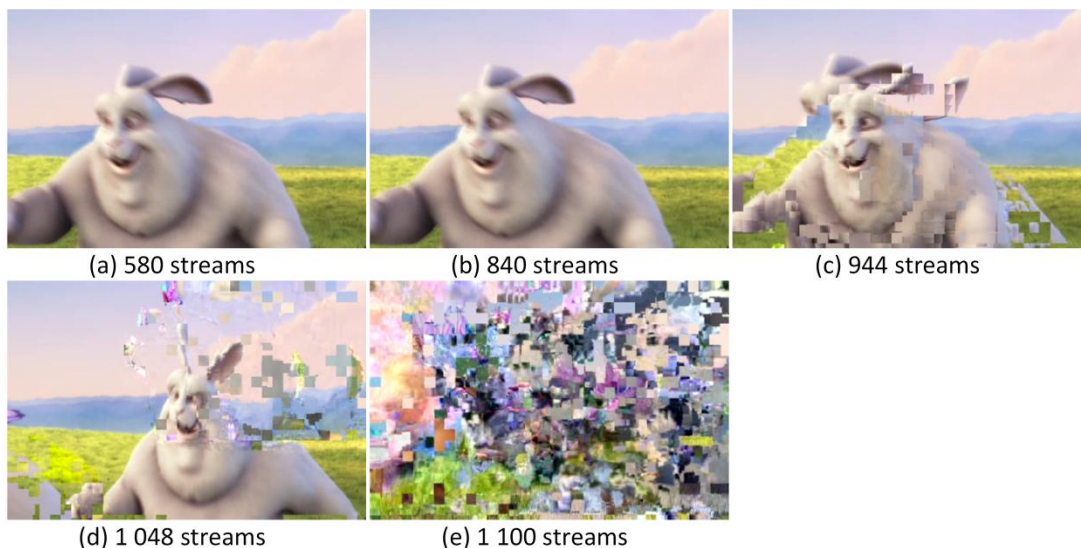 (a) 580 streams
(b) 840 streams
(c) 944 streams
(d) 1 048 streams
(e) 1 100 streams